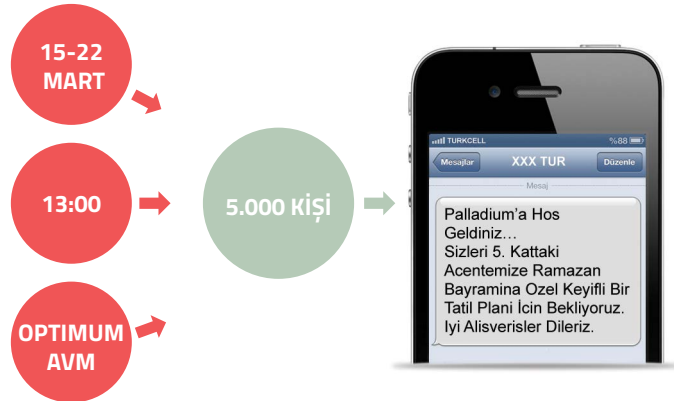 15-22
MART
13:00
OPTIMUM
AVM
5.000 KİŞİ
TURKCELL
%88
Mesajlar
XXX TUR
Düzenle
Mesaj
Palladium'a Hos
Geldiniz…
Sizleri 5. Kattaki
Acentemize Ramazan
Bayramina Ozel Keyifli Bir
Tatil Plani İcin Bekliyoruz.
Iyi Alisverisler Dileriz.